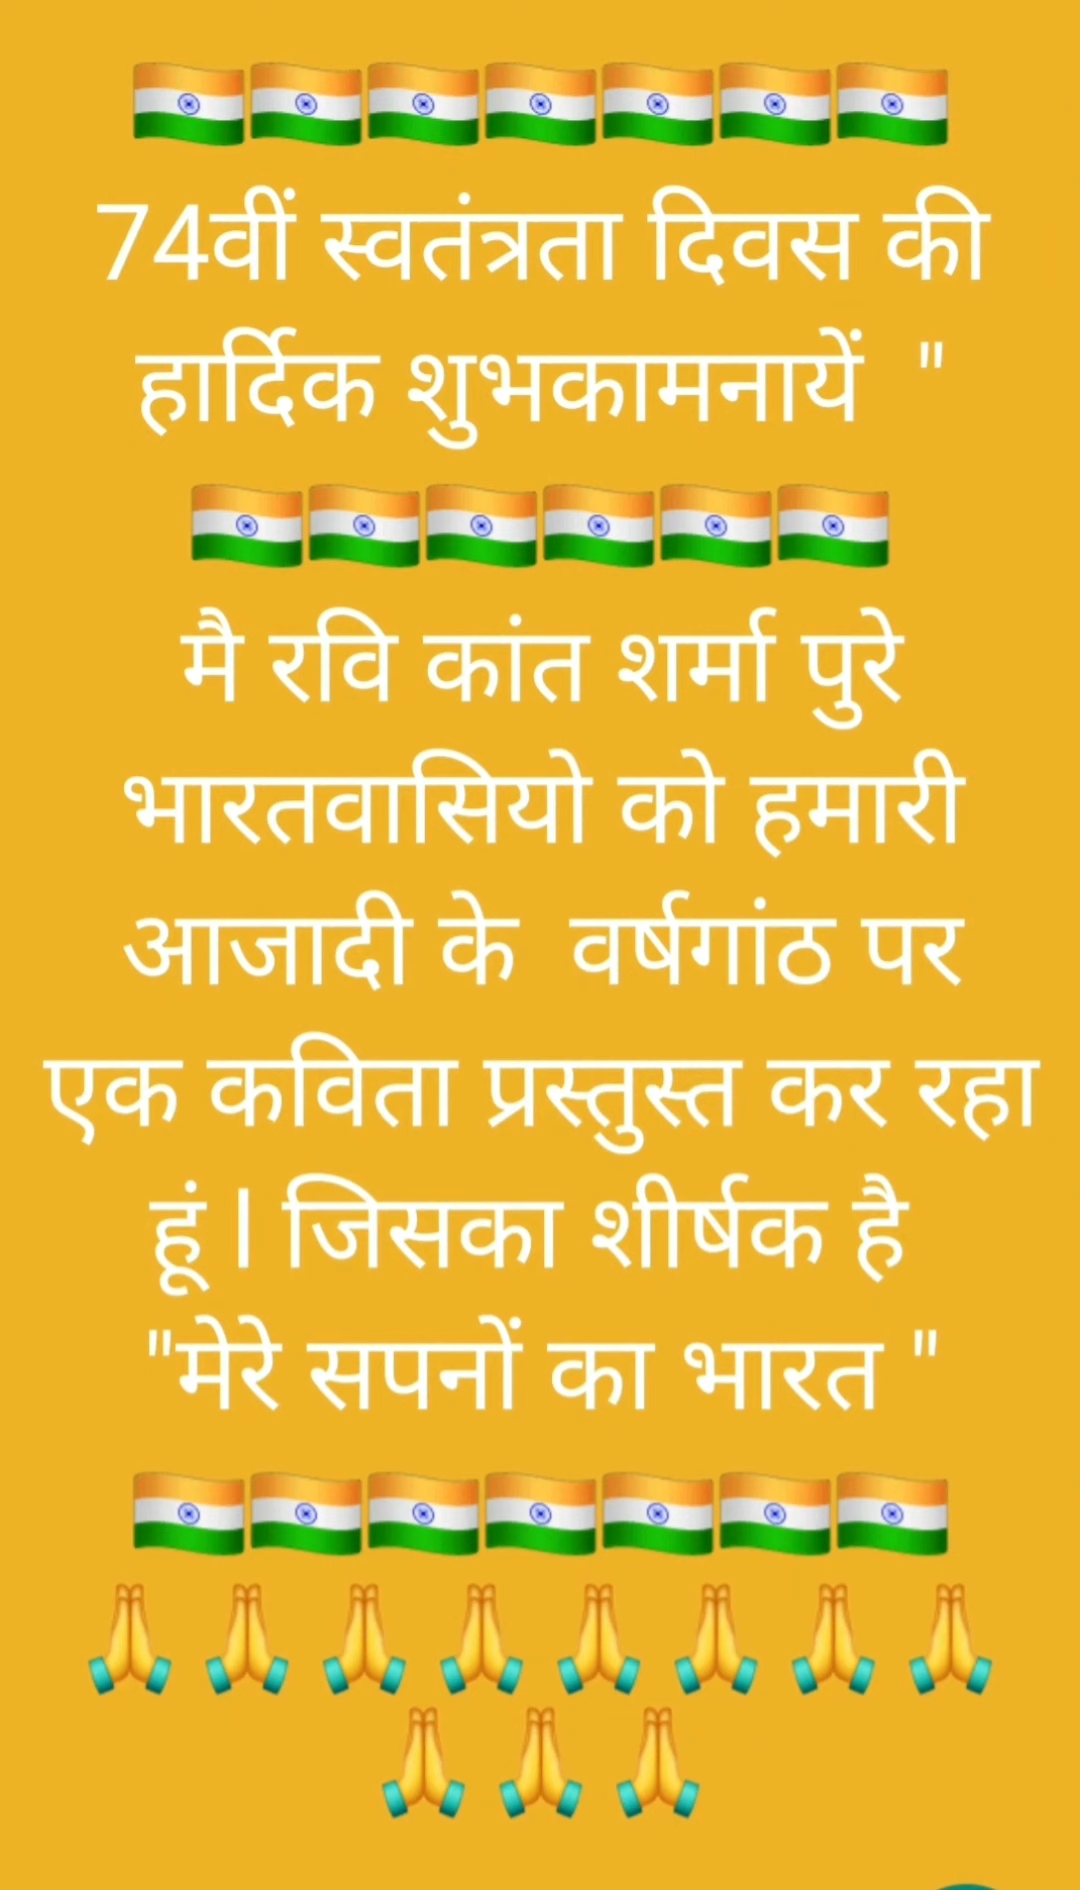 🇮🇳🇮🇳🇮🇳🇮🇳🇮🇳🇮🇳🇮🇳
74वीं स्वतंत्रता दिवस की
हार्दिक शुभकामनायें  "
🇮🇳🇮🇳🇮🇳🇮🇳🇮🇳🇮🇳
मै रवि कांत शर्मा पुरे
भारतवासियो को हमारी
आजादी के  वर्षगांठ पर
एक कविता प्रस्तुस्त कर रहा
हूं l जिसका शीर्षक है
"मेरे सपनों का भारत "
🇮🇳🇮🇳🇮🇳🇮🇳🇮🇳🇮🇳🇮🇳
🙏🙏🙏🙏🙏🙏🙏🙏
🙏🙏🙏